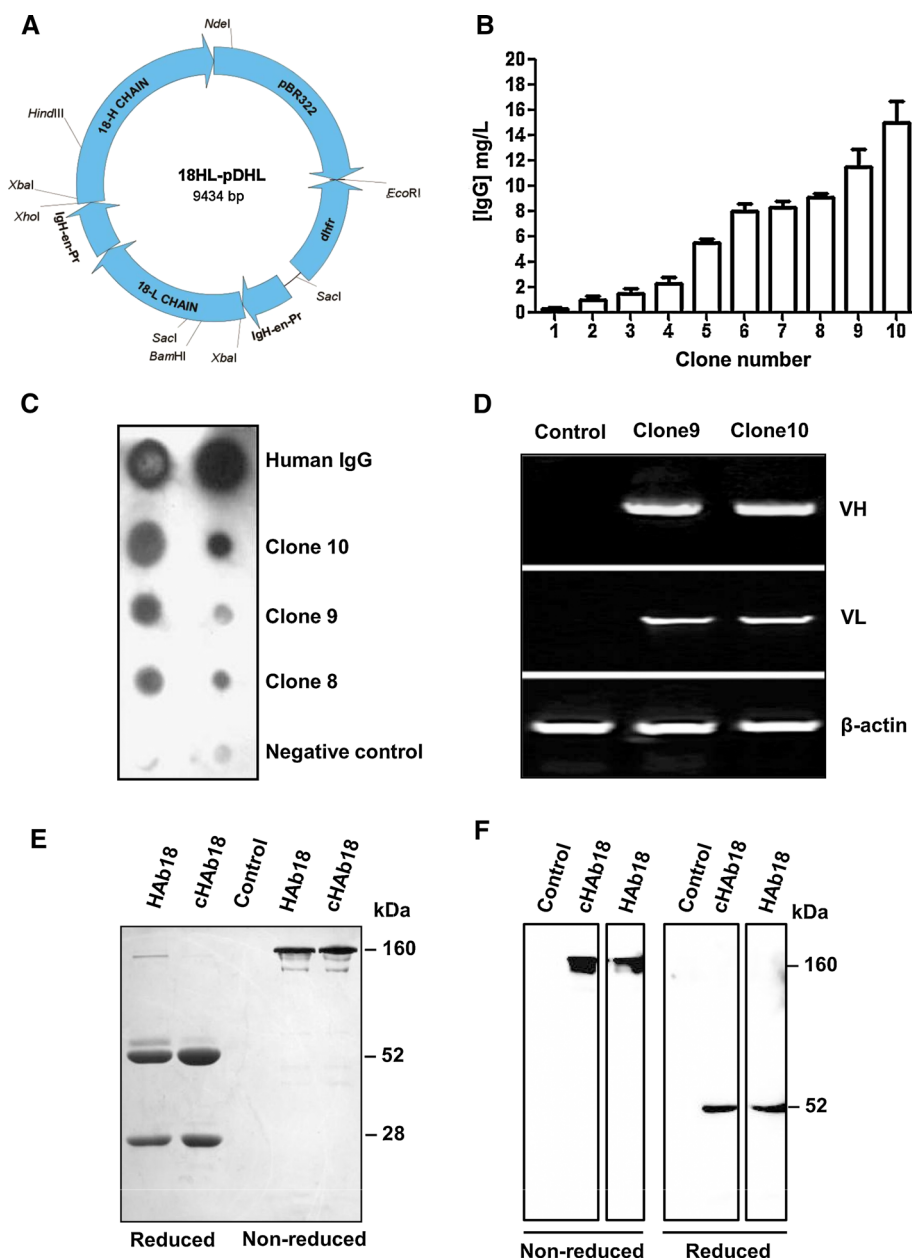 A
NdeI
pBR322
EcoRI
dhfr
SacI
IgH-en-Pr
XbaI
BamHI
SacI
18-L CHAIN
IgH-en-Pr
XhoI
XbaI
HindIII
18-H CHAIN
18HL-pDHL
9434 bp
B
[IgG] mg/L
20
18
16
14
12
10
8
6
4
2
0
1 2 3 4 5 6 7 8 9 10
Clone number
C
Human IgG
Clone 10
Clone 9
Clone 8
Negative control
D
Control Clone9 Clone10
VH
VL
β-actin
E
HAb18 cHAb18 Control HAb18 cHAb18
kDa
160
52
28
Reduced Non-reduced
F
Control cHAb18 HAb18 Control cHAb18 HAb18
kDa
160
52
Non-reduced Reduced